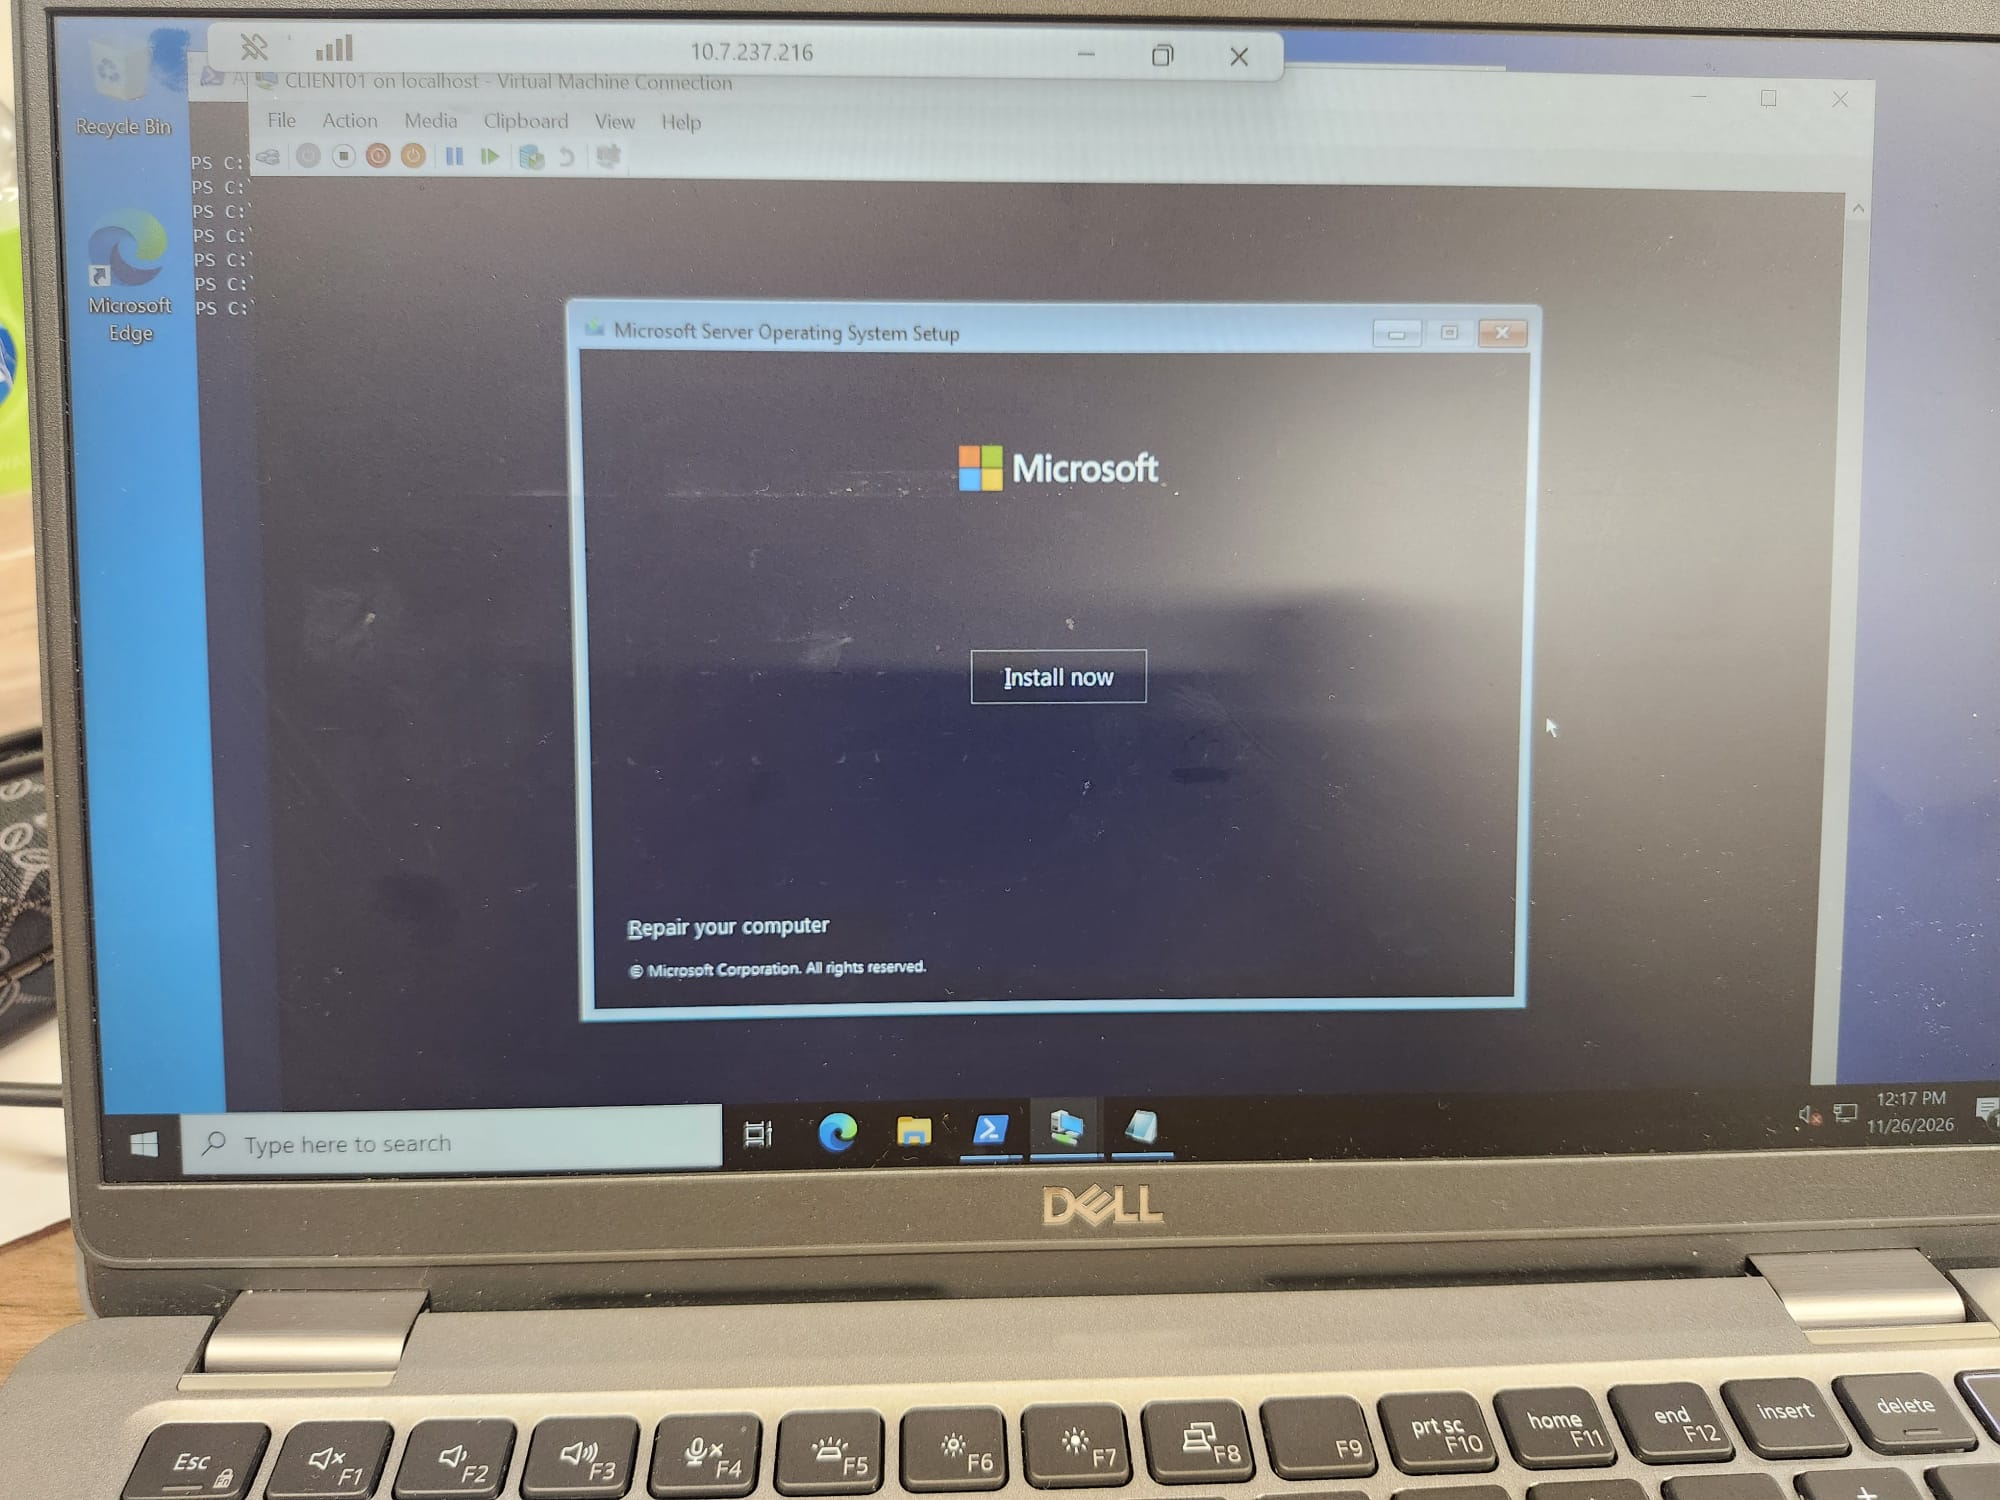 10.7.237.216
CLIENT01 on localhost - Virtual Machine Connection
File Action Media Clipboard View Help
Recycle Bin
Microsoft Edge
PS C:\
PS C:\
PS C:\
PS C:\
PS C:\
PS C:\
PS C:\
Microsoft Server Operating System Setup
Microsoft
Install now
Repair your computer
© Microsoft Corporation. All rights reserved.
Type here to search
12:17 PM
11/26/2026
DELL
Esc F1 F2 F3 F4 F5 F6 F7 F8 F9 prt sc F10 home F11 end F12 insert delete